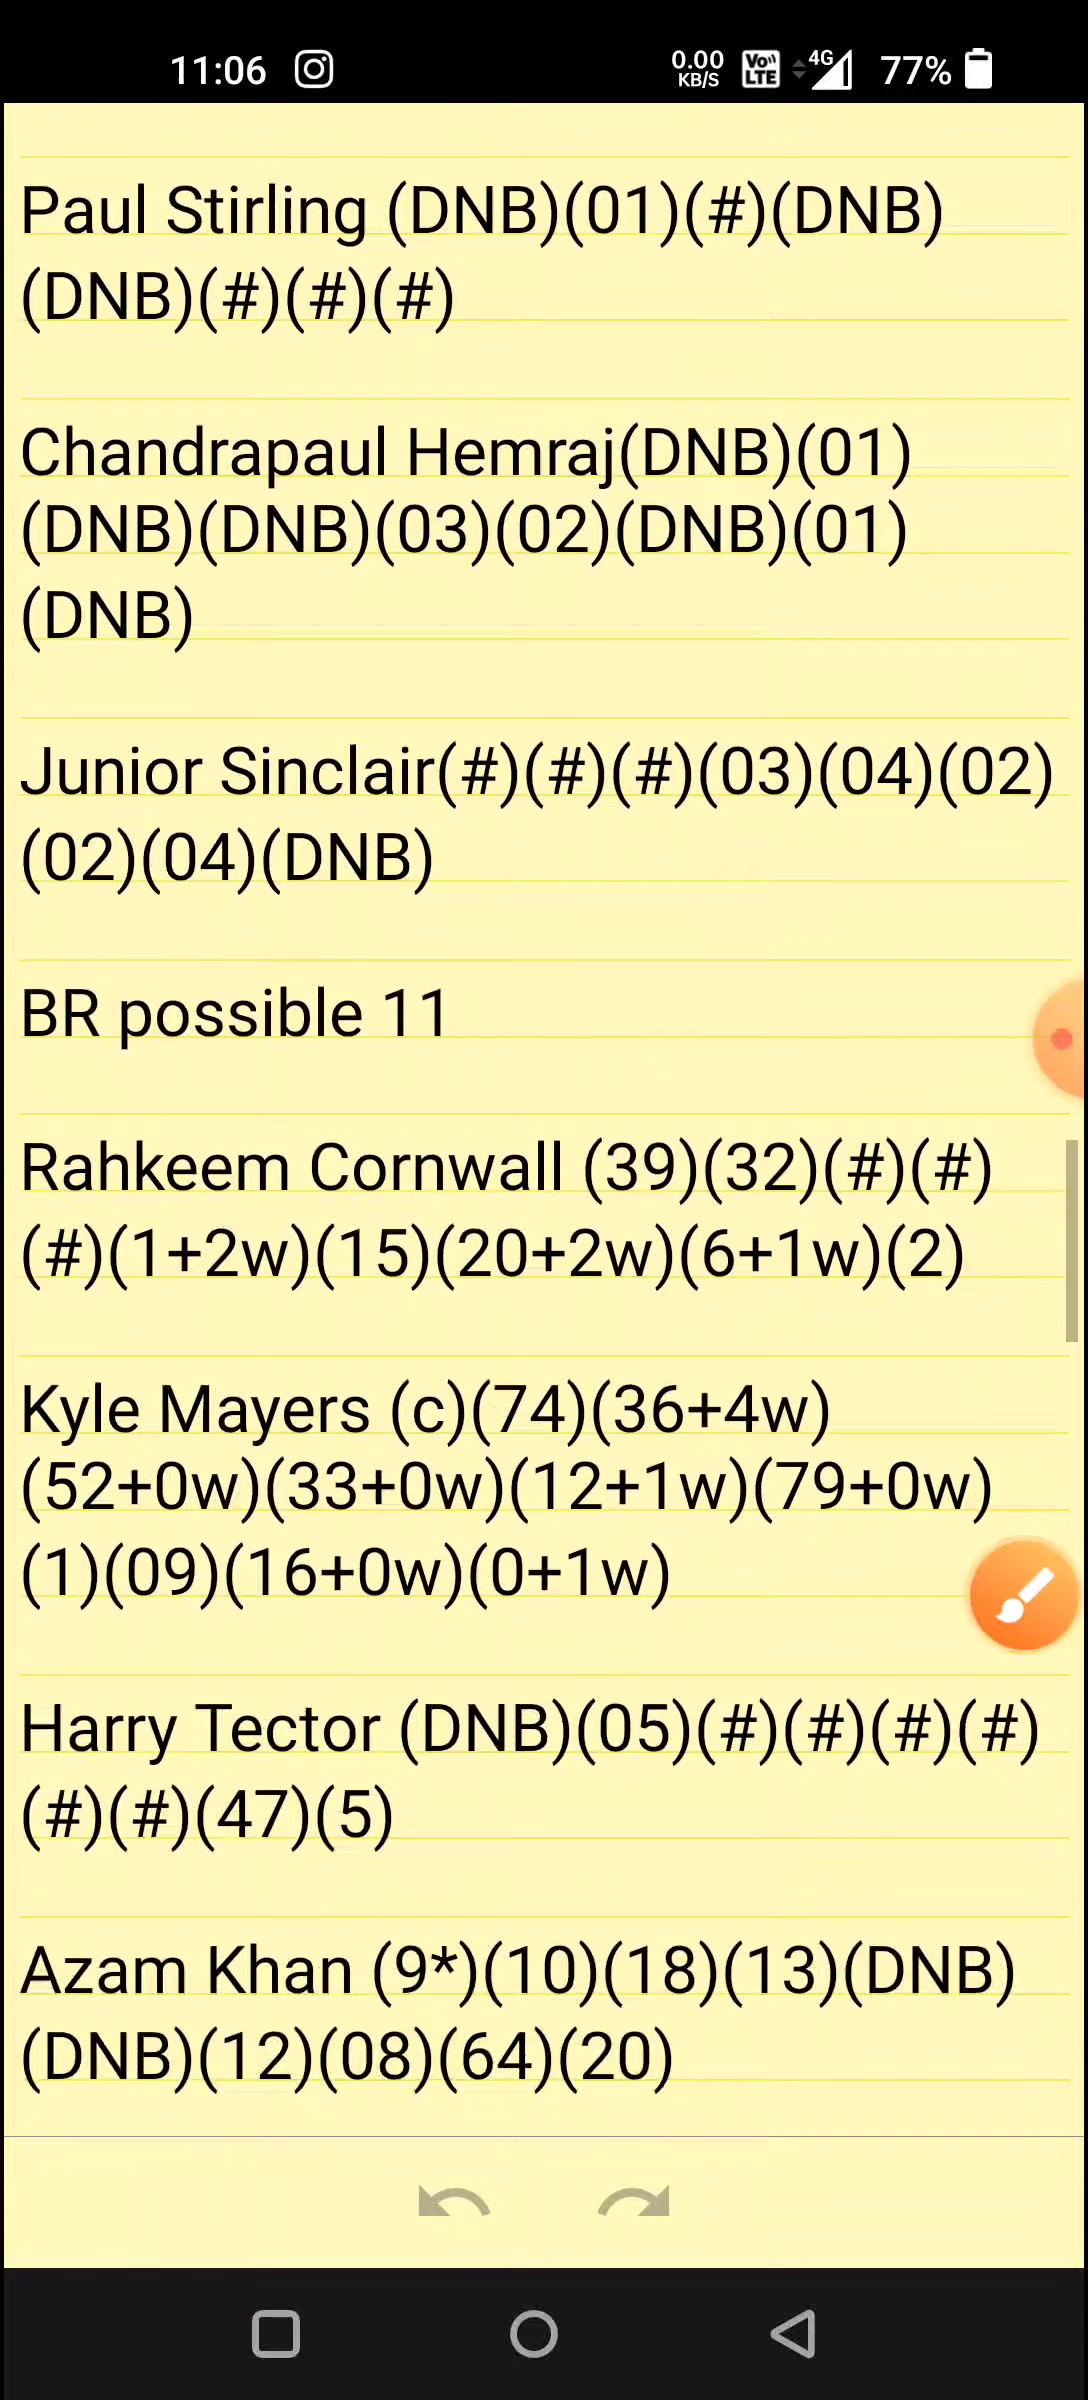 11:06
0.00
KB/S
Vo))
LTE
4G
77%
Paul Stirling (DNB)(01)(#)(DNB)
(DNB)(#)(#)(#)
Chandrapaul Hemraj(DNB)(01)
(DNB)(DNB)(03)(02)(DNB)(01)
(DNB)
Junior Sinclair(#)(#)(#)(03)(04)(02)
(02)(04)(DNB)
BR possible 11
Rahkeem Cornwall (39)(32)(#)(#)
(#)(1+2w)(15)(20+2w)(6+1w)(2)
Kyle Mayers (c)(74)(36+4w)
(52+0w)(33+0w)(12+1w)(79+0w)
(1)(09)(16+0w)(0+1w)
Harry Tector (DNB)(05)(#)(#)(#)(#)
(#)(#)(47)(5)
Azam Khan (9*)(10)(18)(13)(DNB)
(DNB)(12)(08)(64)(20)